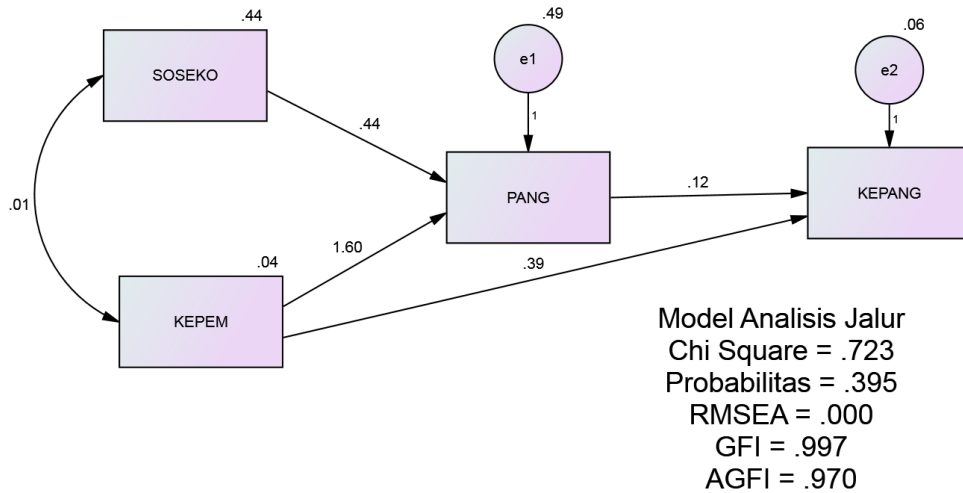 .44
SOSEKO
.49
e1
1
.06
e2
1
.44
PANG
.12
KEPANG
.01
1.60
.04
KEPEM
.39
Model Analisis Jalur
Chi Square = .723
Probabilitas = .395
RMSEA = .000
GFI = .997
AGFI = .970